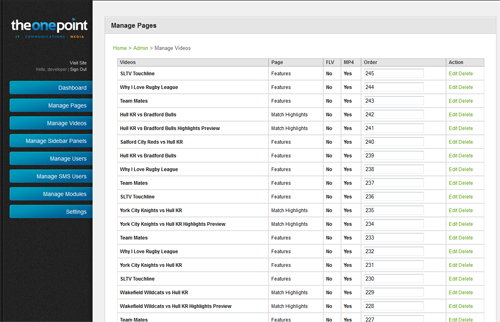 theonepoint
IT COMMUNICATIONS MEDIA
Visit Site
Hello, developer | Sign Out
Dashboard
Manage Pages
Manage Videos
Manage Sidebar Panels
Manage Users
Manage SMS Users
Manage Modules
Settings
Manage Pages
Home > Admin > Manage Videos
Videos Page FLV MP4 Order Action
SLTV Touchline Features No Yes 245 Edit Delete
Why I Love Rugby League Features No Yes 244 Edit Delete
Team Mates Features No Yes 243 Edit Delete
Hull KR vs Bradford Bulls Match Highlights No Yes 242 Edit Delete
Hull KR vs Bradford Bulls Highlights Preview Match Highlights No Yes 241 Edit Delete
Salford City Reds vs Hull KR Features No Yes 240 Edit Delete
Hull KR vs Bradford Bulls Features No Yes 239 Edit Delete
Why I Love Rugby League Features No Yes 238 Edit Delete
Team Mates Features No Yes 237 Edit Delete
SLTV Touchline Features No Yes 236 Edit Delete
York City Knights vs Hull KR Match Highlights No Yes 235 Edit Delete
York City Knights vs Hull KR Highlights Preview Match Highlights No Yes 234 Edit Delete
Team Mates Features No Yes 233 Edit Delete
Why I Love Rugby League Features No Yes 232 Edit Delete
York City Knights vs Hull KR Features No Yes 231 Edit Delete
SLTV Touchline Features No Yes 230 Edit Delete
Wakefield Wildcats vs Hull KR Match Highlights No Yes 229 Edit Delete
Wakefield Wildcats vs Hull KR Highlights Preview Match Highlights No Yes 228 Edit Delete
Team Mates Features No Yes 227 Edit Delete